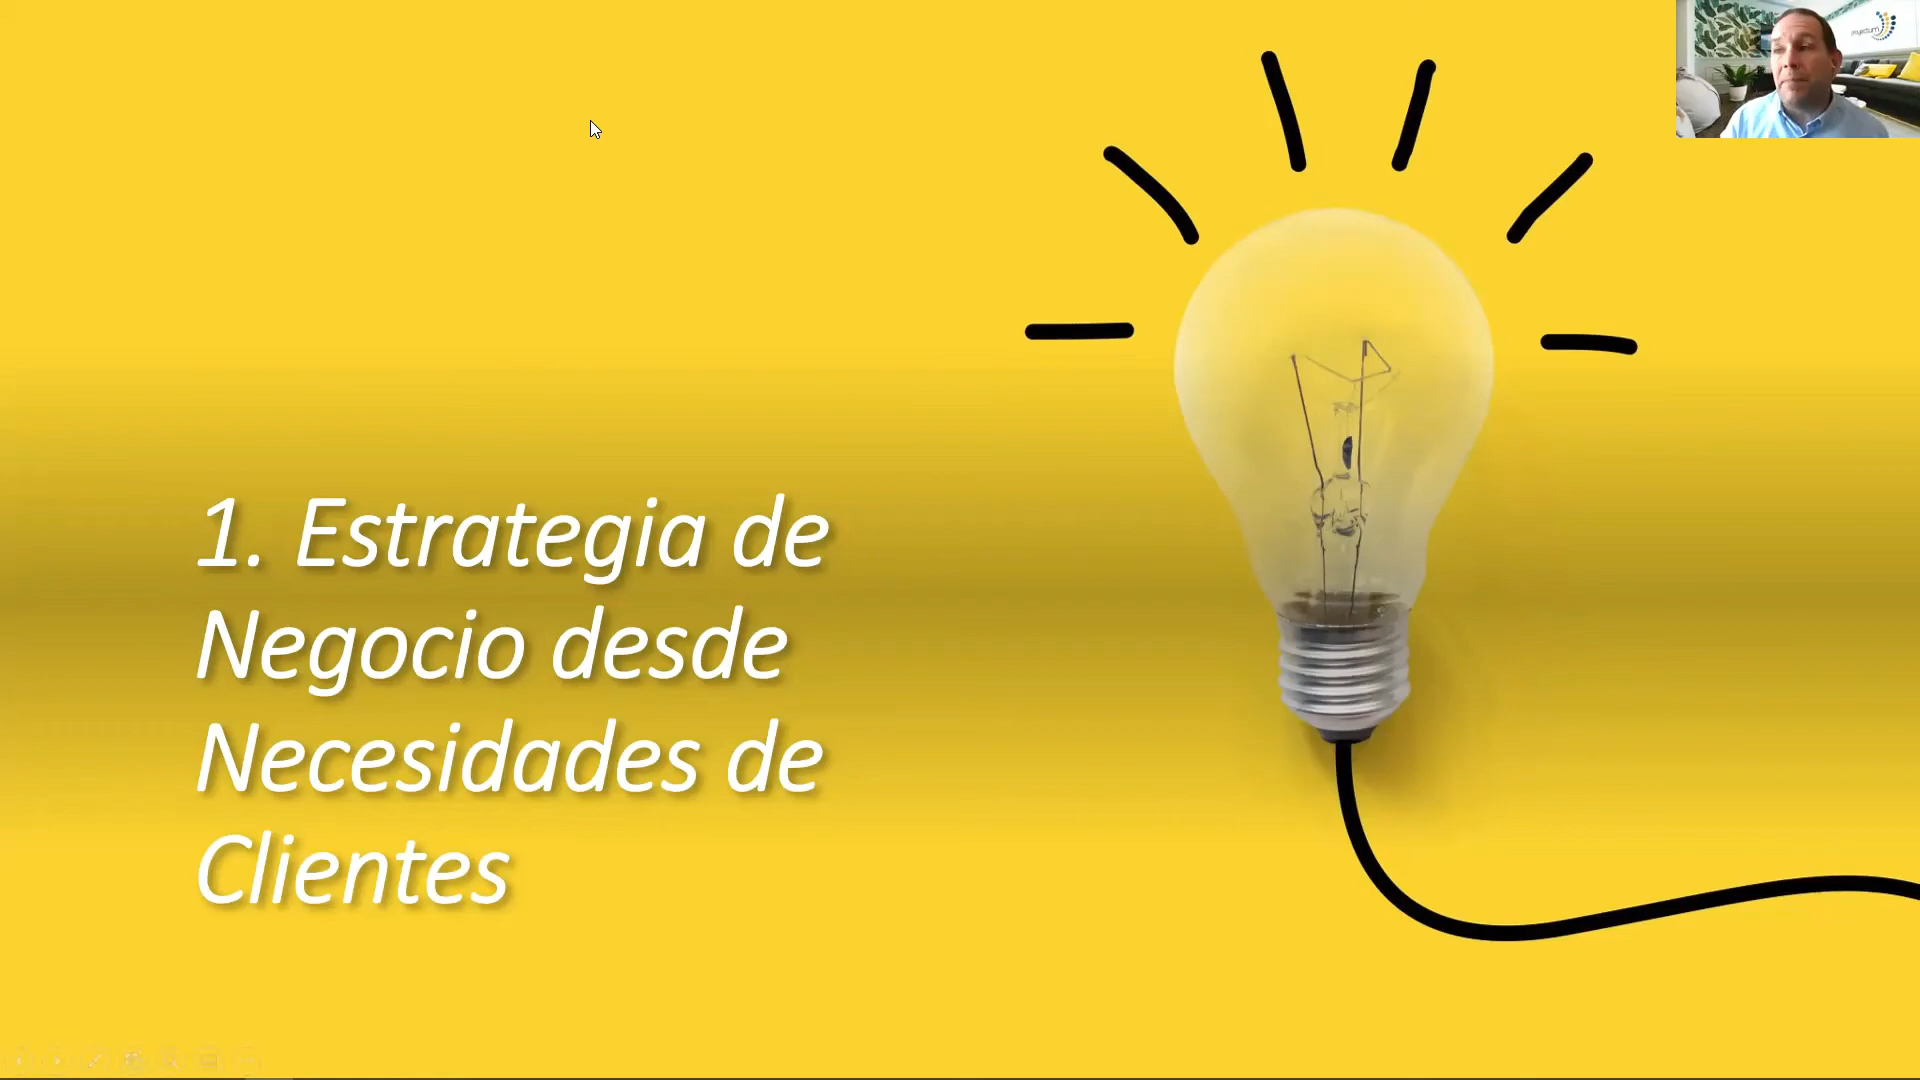 1. Estrategia de
Negocio desde
Necesidades de
Clientes